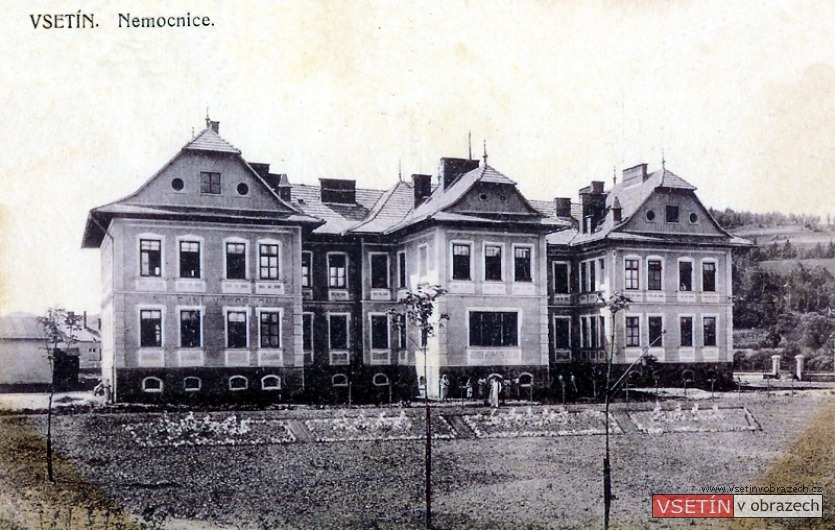 VSETÍN. Nemocnice.
www.vsetinvobrazech.cz
VSETÍN v obrazech